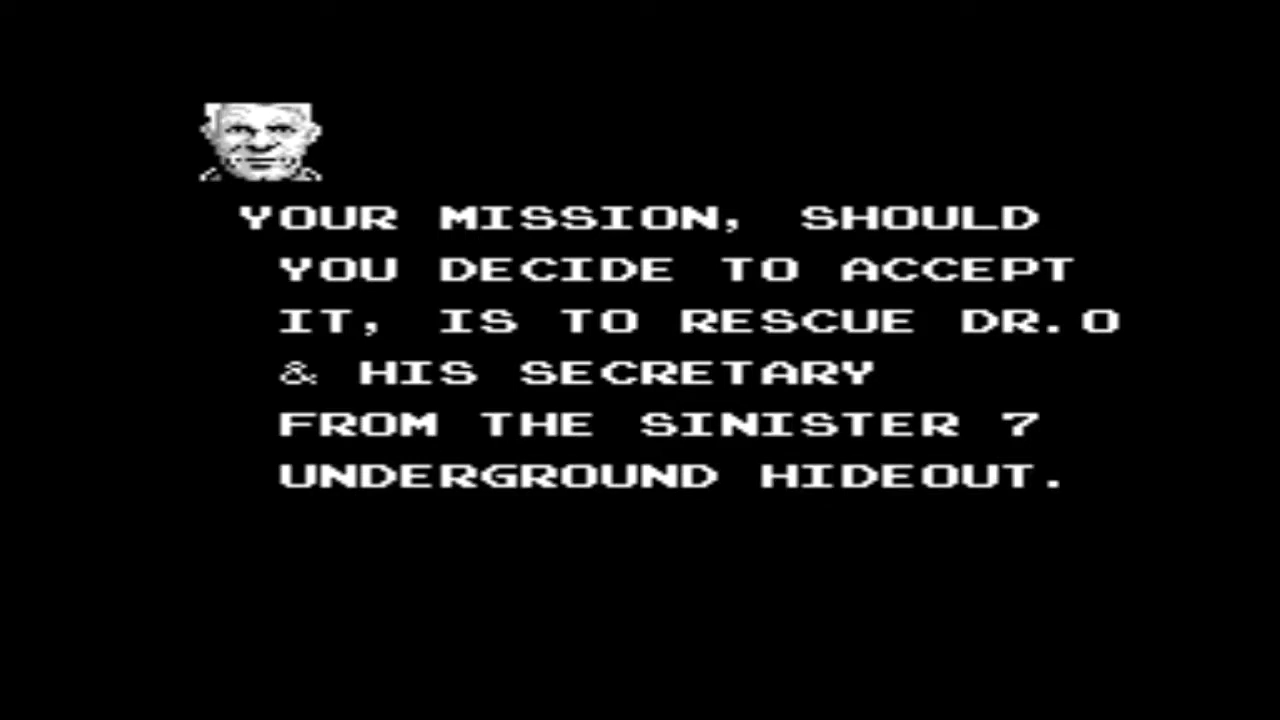 YOUR MISSION, SHOULD
YOU DECIDE TO ACCEPT
IT, IS TO RESCUE DR.O
& HIS SECRETARY
FROM THE SINISTER 7
UNDERGROUND HIDEOUT.